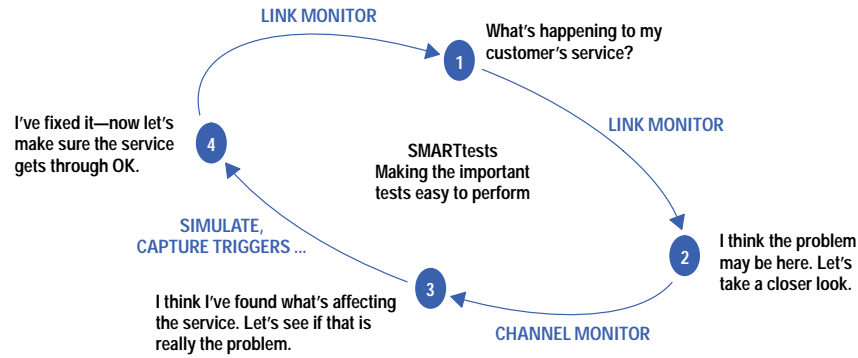 LINK MONITOR
1
What's happening to my
customer's service?
LINK MONITOR
2
I think the problem
may be here. Let's
take a closer look.
CHANNEL MONITOR
3
I think I've found what's affecting
the service. Let's see if that is
really the problem.
SIMULATE,
CAPTURE TRIGGERS ...
4
I've fixed it—now let's
make sure the service
gets through OK.
SMARTtests
Making the important
tests easy to perform